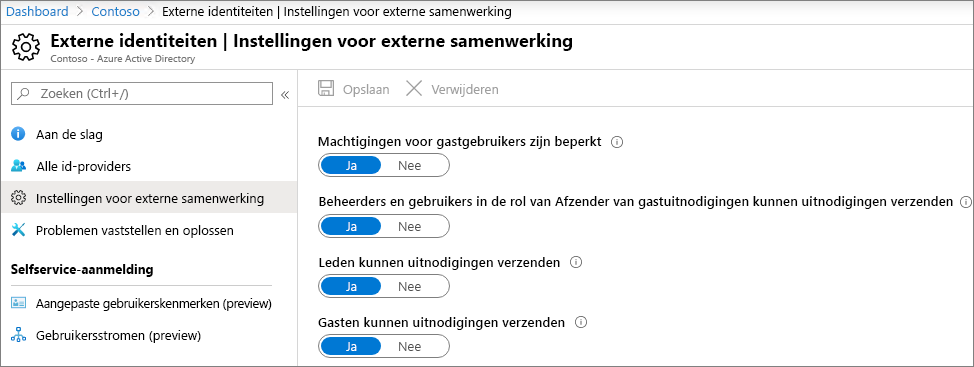 Dashboard > Contoso > Externe identiteiten | Instellingen voor externe samenwerking
Externe identiteiten | Instellingen voor externe samenwerking
Contoso - Azure Active Directory
Zoeken (Ctrl+/)
«
Aan de slag
Alle id-providers
Instellingen voor externe samenwerking
Problemen vaststellen en oplossen
Selfservice-aanmelding
Aangepaste gebruikerskenmerken (preview)
Gebruikersstromen (preview)
Opslaan Verwijderen
Machtigingen voor gastgebruikers zijn beperkt
Ja Nee
Beheerders en gebruikers in de rol van Afzender van gastuitnodigingen kunnen uitnodigingen verzenden
Ja Nee
Leden kunnen uitnodigingen verzenden
Ja Nee
Gasten kunnen uitnodigingen verzenden
Ja Nee